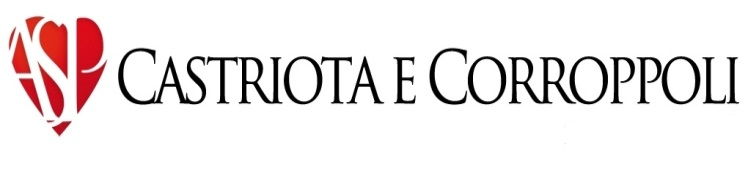 ASP CASTRIOTA E CORROPPOLI